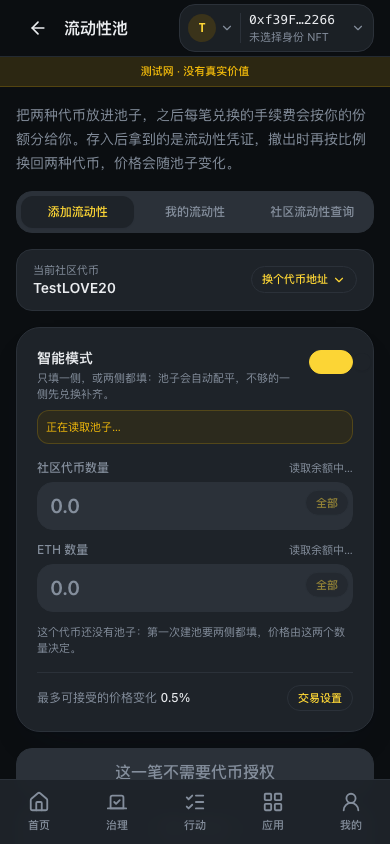 流动性池
T
0xf39F…2266
未选择身份 NFT
测试网 · 没有真实价值
把两种代币放进池子，之后每笔兑换的手续费会按你的份
额分给你。存入后拿到的是流动性凭证，撤出时再按比例
换回两种代币，价格会随池子变化。
添加流动性
我的流动性
社区流动性查询
当前社区代币
TestLOVE20
换个代币地址
智能模式
只填一侧，或两侧都填：池子会自动配平，不够的一
侧先兑换补齐。
正在读取池子…
社区代币数量
读取余额中…
0.0
全部
ETH 数量
读取余额中…
0.0
全部
这个代币还没有池子：第一次建池要两侧都填，价格由这两个数
量决定。
最多可接受的价格变化 0.5%
交易设置
这一笔不需要代币授权
首页
治理
行动
应用
我的